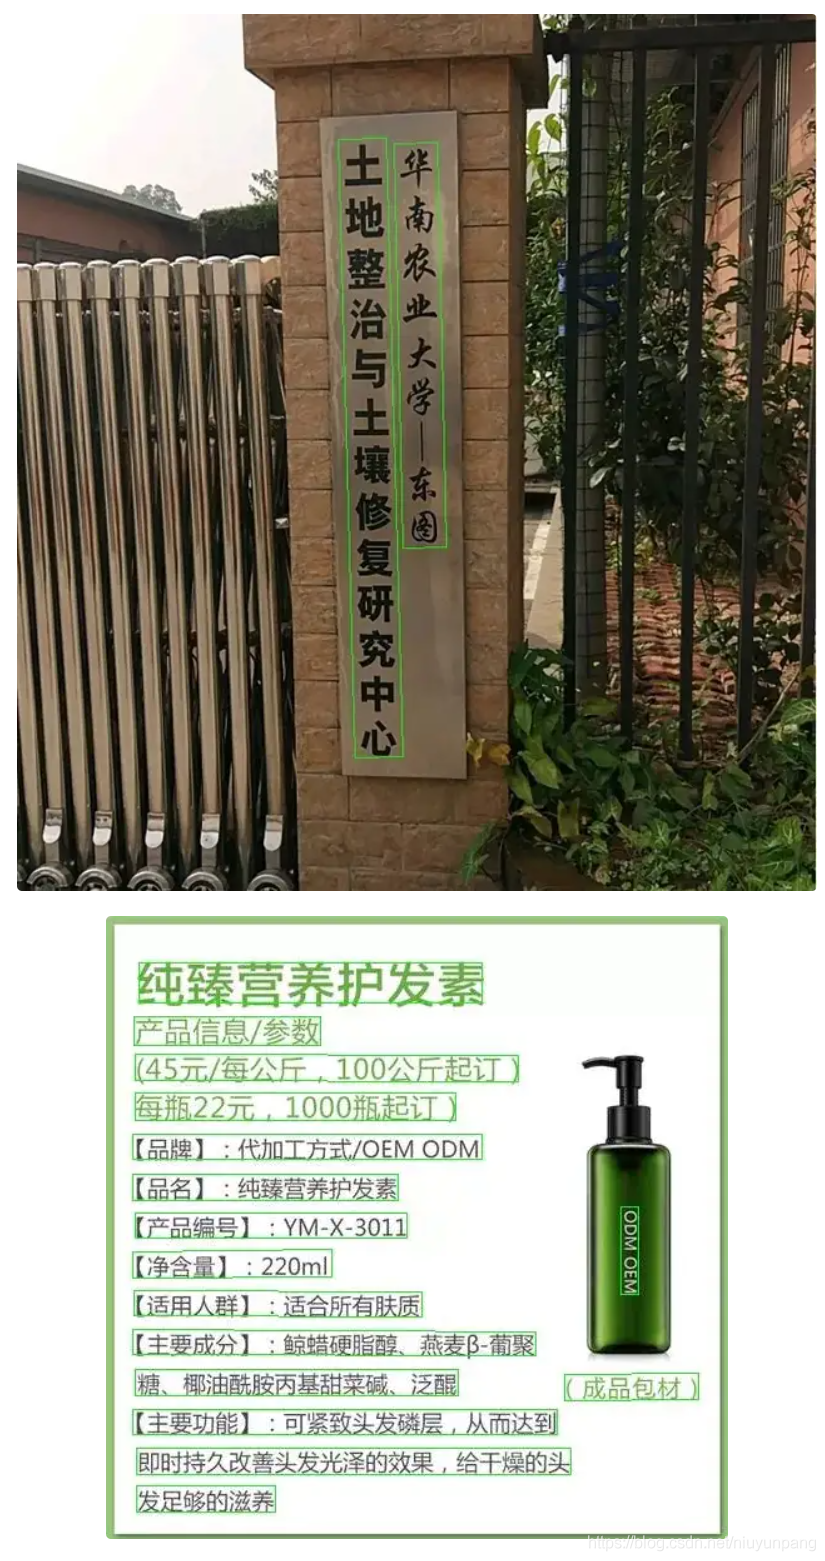 华南农业大学—东图
土地整治与土壤修复研究中心
纯臻营养护发素
产品信息/参数
(45元/每公斤，100公斤起订）
每瓶22元，1000瓶起订）
【品牌】：代加工方式/OEM ODM
【品名】：纯臻营养护发素
【产品编号】：YM-X-3011
【净含量】：220ml
【适用人群】：适合所有肤质
【主要成分】：鲸蜡硬脂醇、燕麦β-葡聚
糖、椰油酰胺丙基甜菜碱、泛醌
【主要功能】：可紧致头发磷层，从而达到
即时持久改善头发光泽的效果，给干燥的头
发足够的滋养
ODM OEM
（成品包材）
https://blog.csdn.net/niuyunpang